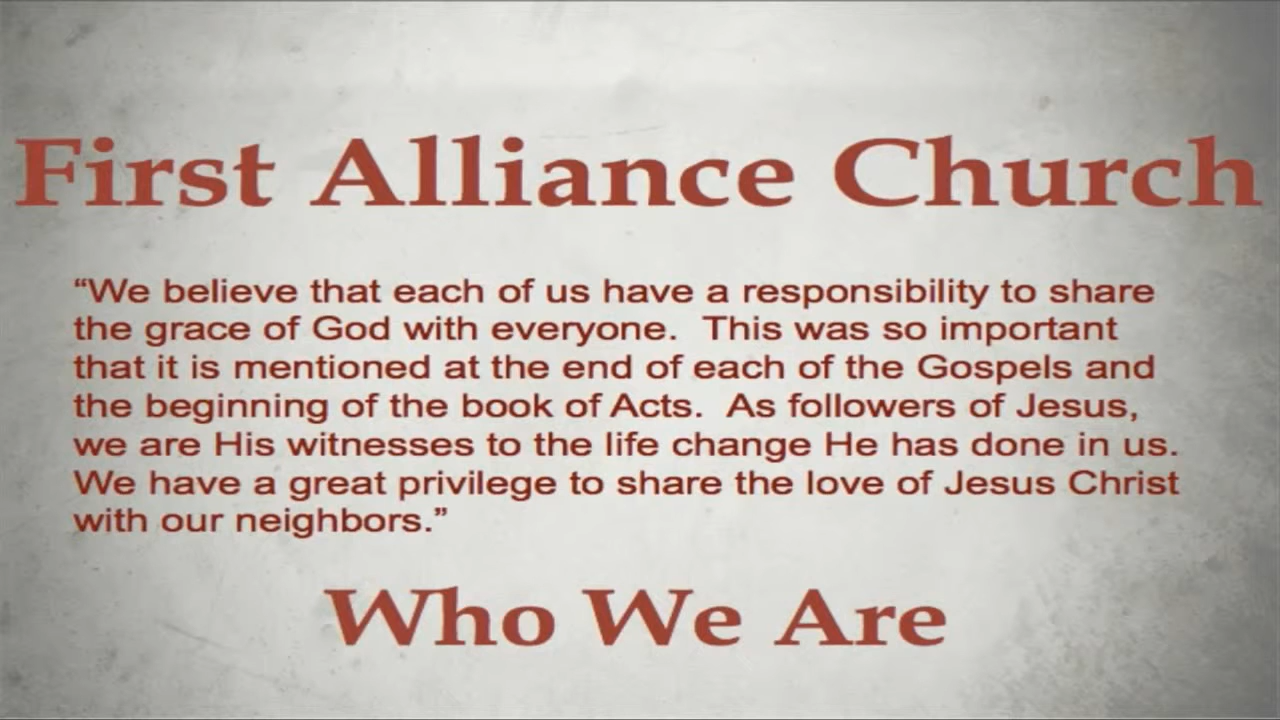 First Alliance Church
“We believe that each of us have a responsibility to share
the grace of God with everyone.  This was so important
that it is mentioned at the end of each of the Gospels and
the beginning of the book of Acts.  As followers of Jesus,
we are His witnesses to the life change He has done in us.
We have a great privilege to share the love of Jesus Christ
with our neighbors.”
Who We Are